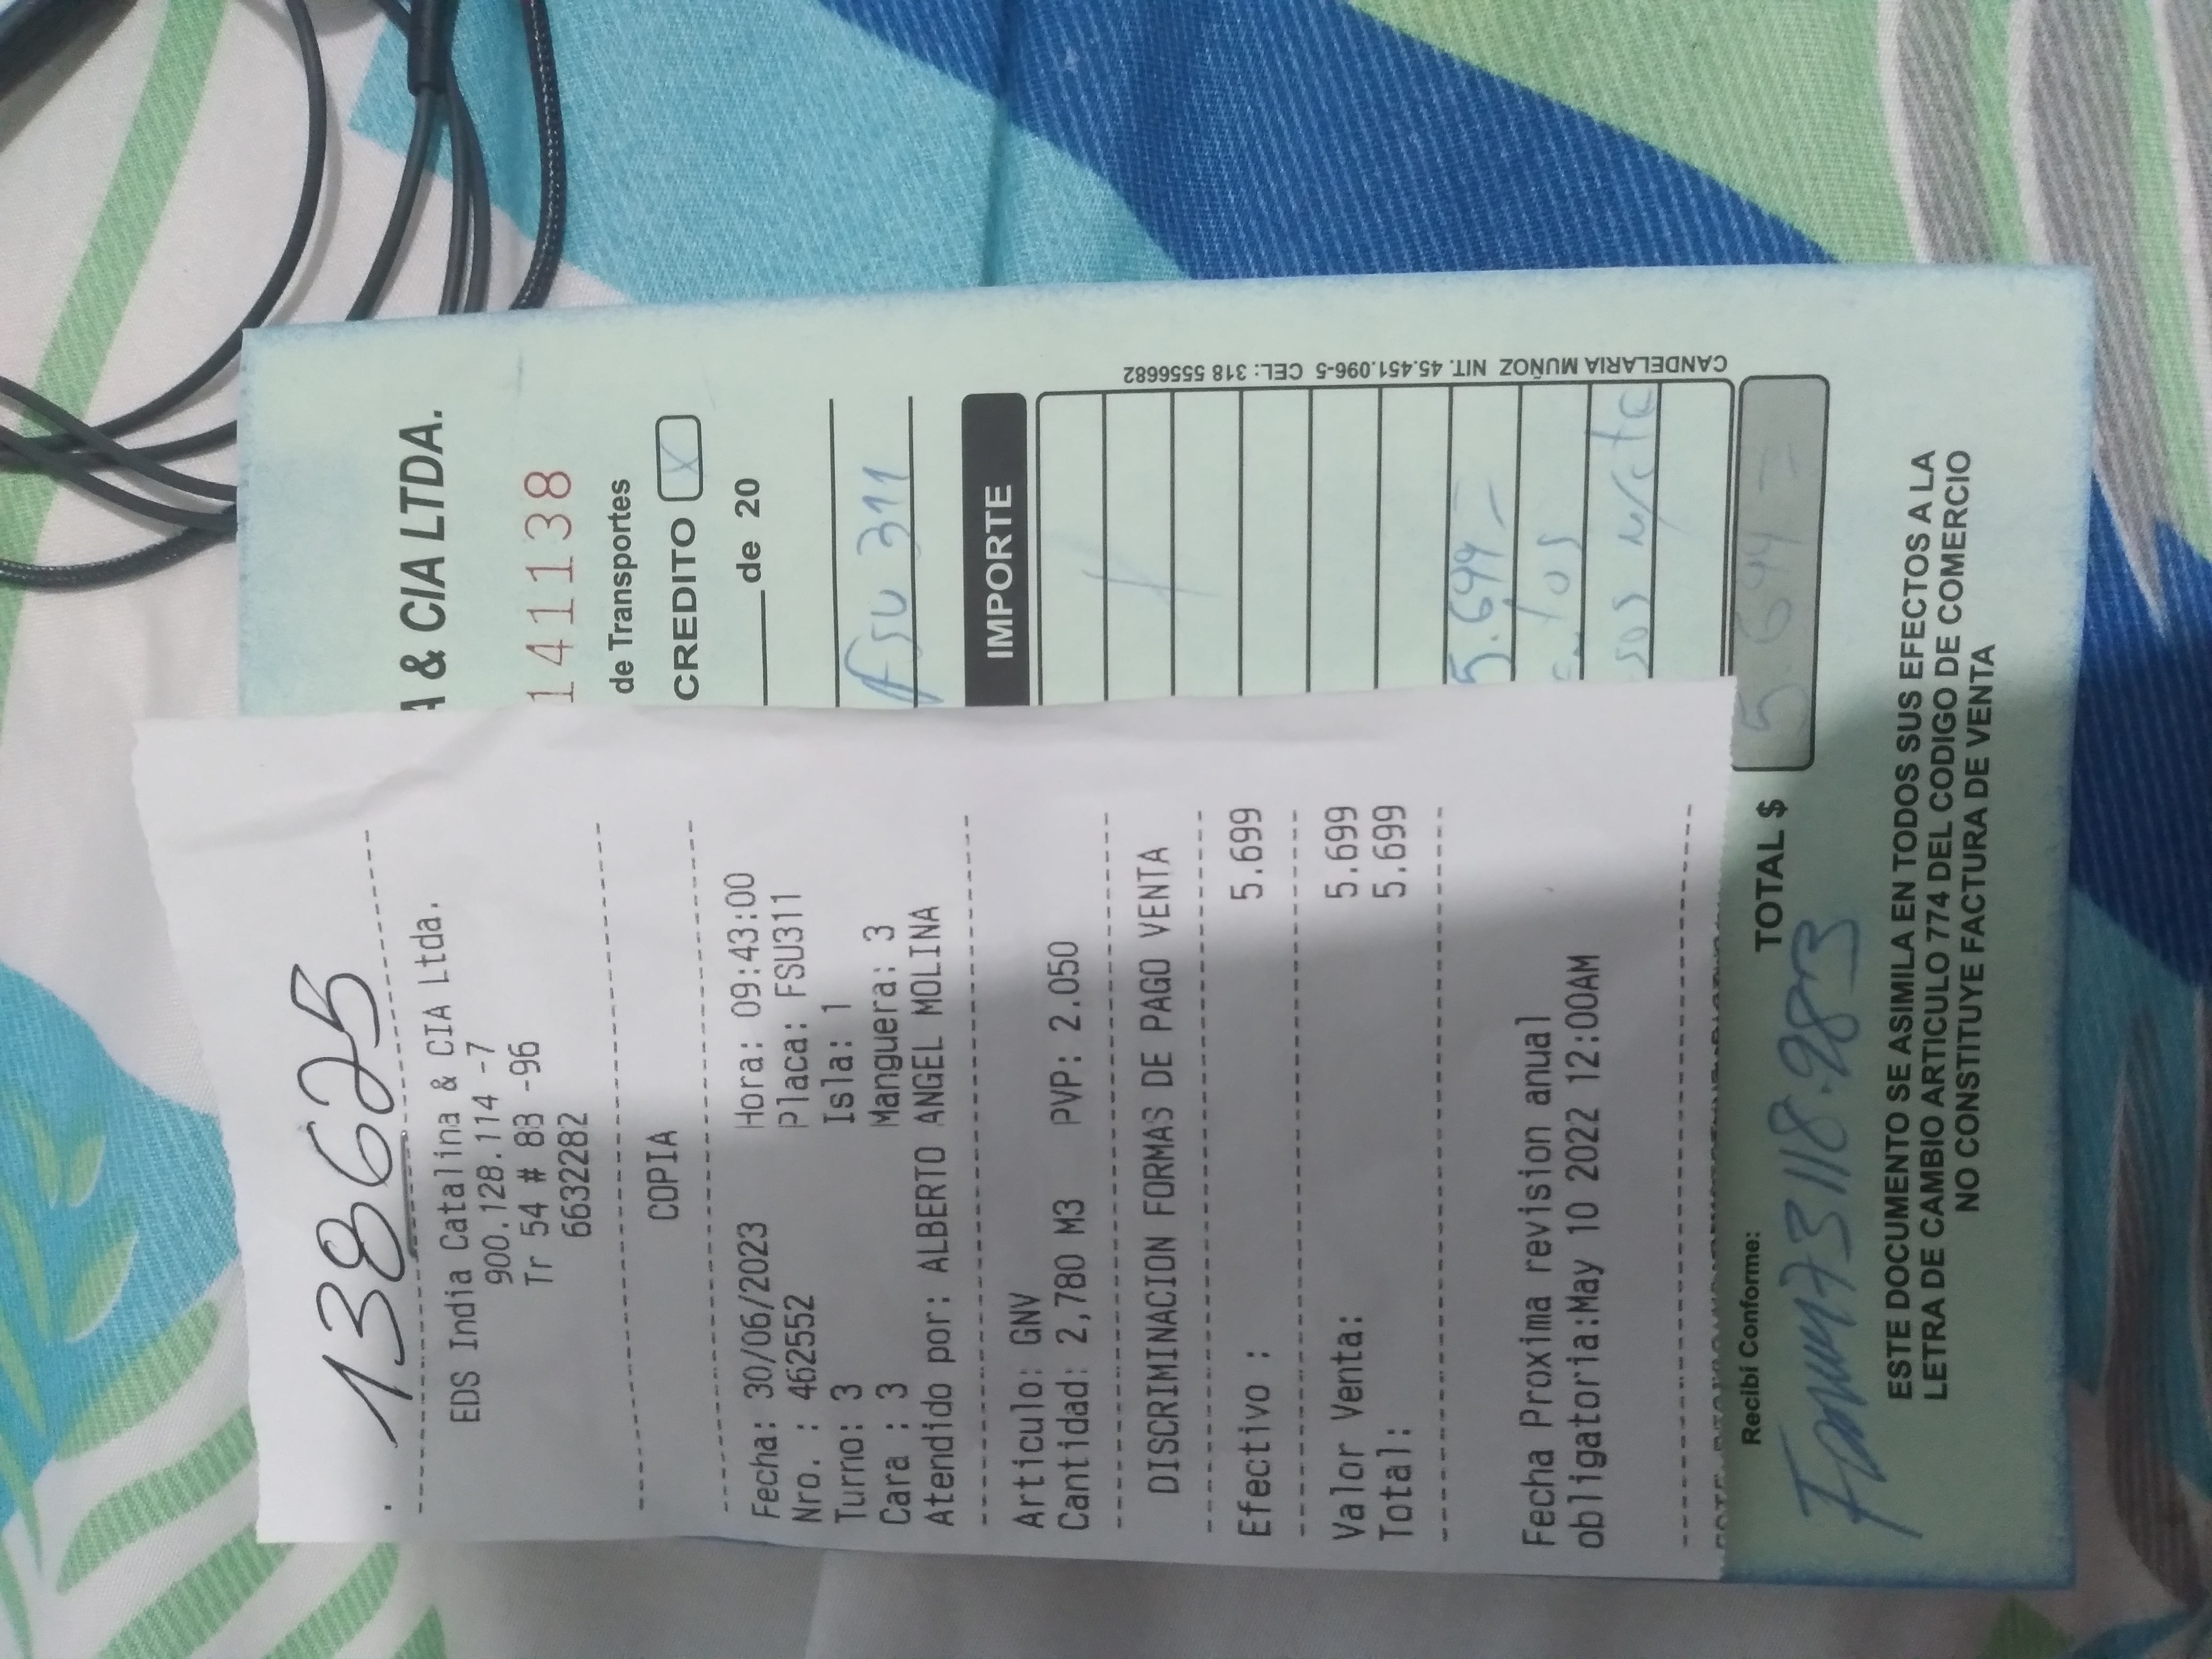 138625
EDS India Catalina & CIA Ltda.
900.128.114 -7
Tr 54 # 83 -96
6632282
COPIA
Fecha: 30/06/2023 Hora: 09:43:00
Nro. : 462552 Placa: FSU311
Turno: 3 Isla: 1
Cara : 3 Manguera: 3
Atendido por: ALBERTO ANGEL MOLINA
Articulo: GNV
Cantidad: 2,780 M3 PVP: 2.050
DISCRIMINACION FORMAS DE PAGO VENTA
Efectivo : 5.699
Valor Venta: 5.699
Total: 5.699
Fecha Proxima revision anual
obligatoria:May 10 2022 12:00AM
A & CIA LTDA.
141138
de Transportes
CREDITO X
de 20
fsu 311
IMPORTE
5.699
CANDELARIA MUÑOZ NIT. 45.451.096-5 CEL: 318 5556682
TOTAL $ 5.699
Recibí Conforme:
73118.983
ESTE DOCUMENTO SE ASIMILA EN TODOS SUS EFECTOS A LA
LETRA DE CAMBIO ARTICULO 774 DEL CODIGO DE COMERCIO
NO CONSTITUYE FACTURA DE VENTA